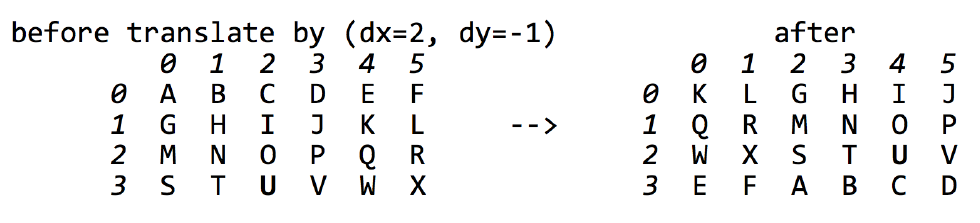 before translate by (dx=2, dy=-1) after
0 1 2 3 4 5 0 1 2 3 4 5
0 A B C D E F 0 K L G H I J
1 G H I J K L --> 1 Q R M N O P
2 M N O P Q R 2 W X S T U V
3 S T U V W X 3 E F A B C D